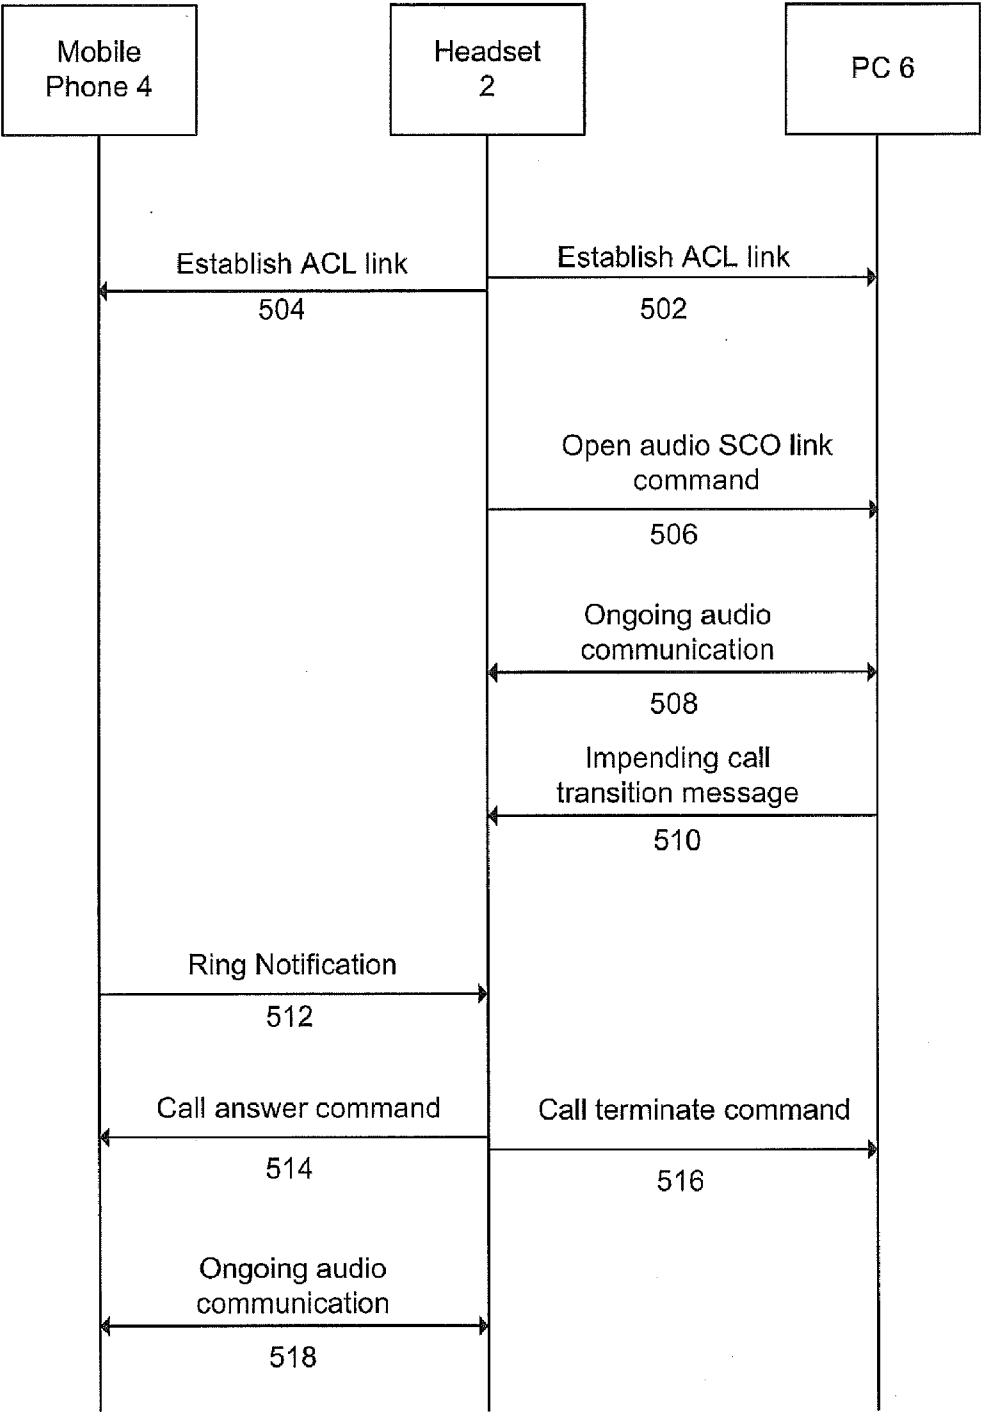 Mobile
Phone 4
Headset
2
PC 6
Establish ACL link
504
Establish ACL link
502
Open audio SCO link
command
506
Ongoing audio
communication
508
Impending call
transition message
510
Ring Notification
512
Call answer command
514
Call terminate command
516
Ongoing audio
communication
518